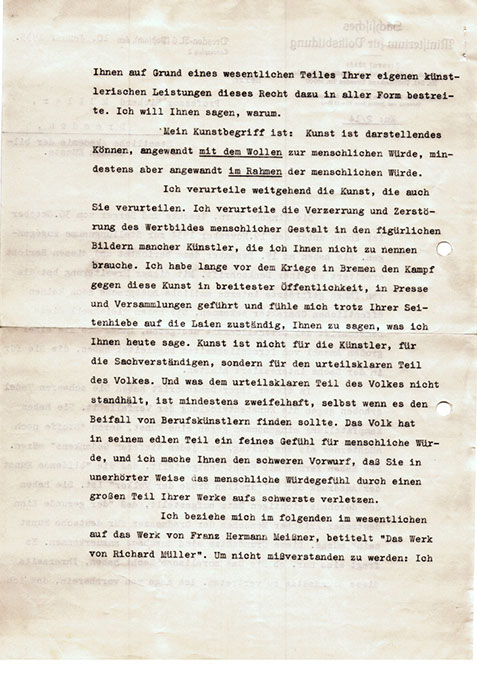 Ihnen auf Grund eines wesentlichen Teiles Ihrer eigenen künst-
lerischen Leistungen dieses Recht dazu in aller Form bestrei-
te. Ich will Ihnen sagen, warum.
Mein Kunstbegriff ist: Kunst ist darstellendes
Können, angewandt mit dem Wollen zur menschlichen Würde, min-
destens aber angewandt im Rahmen der menschlichen Würde.
Ich verurteile weitgehend die Kunst, die auch
Sie verurteilen. Ich verurteile die Verzerrung und Zerstö-
rung des Wertbildes menschlicher Gestalt in den figürlichen
Bildern mancher Künstler, die ich Ihnen nicht zu nennen
brauche. Ich habe lange vor dem Kriege in Bremen den Kampf
gegen diese Kunst in breitester Öffentlichkeit, in Presse
und Versammlungen geführt und fühle mich trotz Ihrer Sei-
tenhiebe auf die Laien zuständig, Ihnen zu sagen, was ich
Ihnen heute sage. Kunst ist nicht für die Künstler, für
die Sachverständigen, sondern für den urteilsklaren Teil
des Volkes. Und was dem urteilsklaren Teil des Volkes nicht
standhält, ist mindestens zweifelhaft, selbst wenn es den
Beifall von Berufskünstlern finden sollte. Das Volk hat
in seinem edlen Teil ein feines Gefühl für menschliche Wür-
de, und ich mache Ihnen den schweren Vorwurf, daß Sie in
unerhörter Weise das menschliche Würdegefühl durch einen
großen Teil Ihrer Werke aufs schwerste verletzen.
Ich beziehe mich im folgenden im wesentlichen
auf das Werk von Franz Hermann Meißner, betitelt "Das Werk
von Richard Müller". Um nicht mißverstanden zu werden: Ich